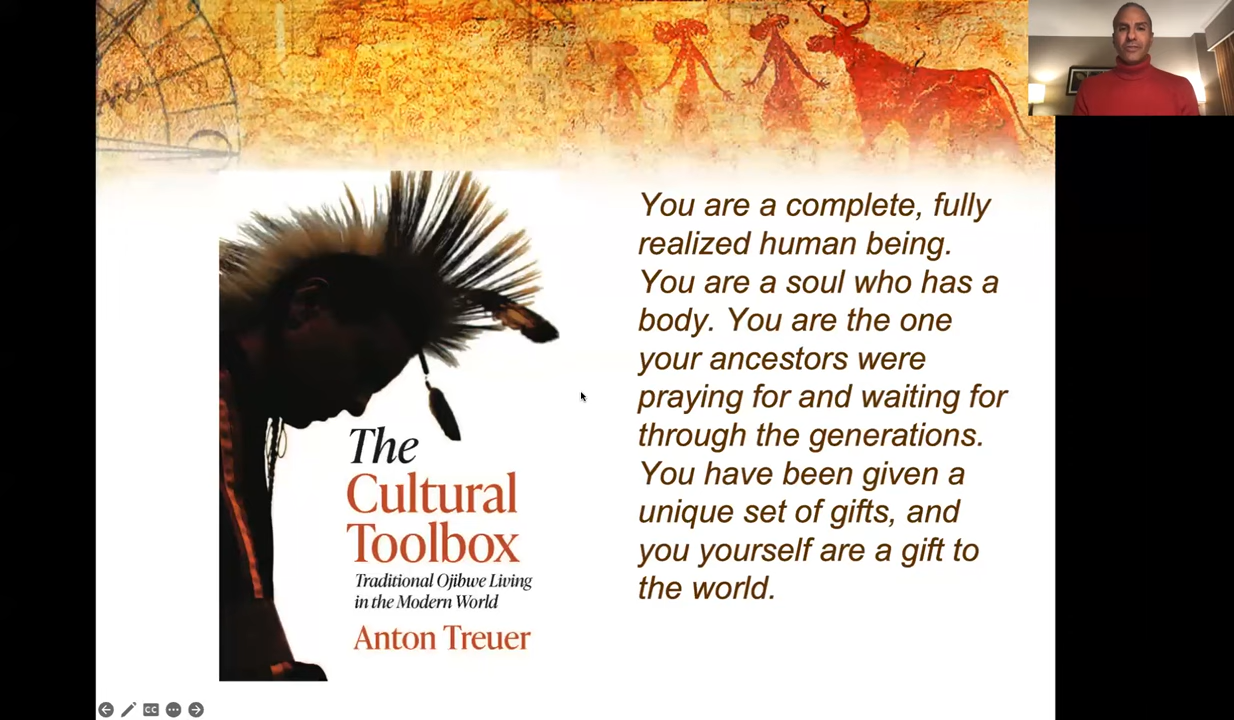 You are a complete, fully
realized human being.
You are a soul who has a
body. You are the one
your ancestors were
praying for and waiting for
through the generations.
You have been given a
unique set of gifts, and
you yourself are a gift to
the world.
The
Cultural
Toolbox
Traditional Ojibwe Living
in the Modern World
Anton Treuer
CC